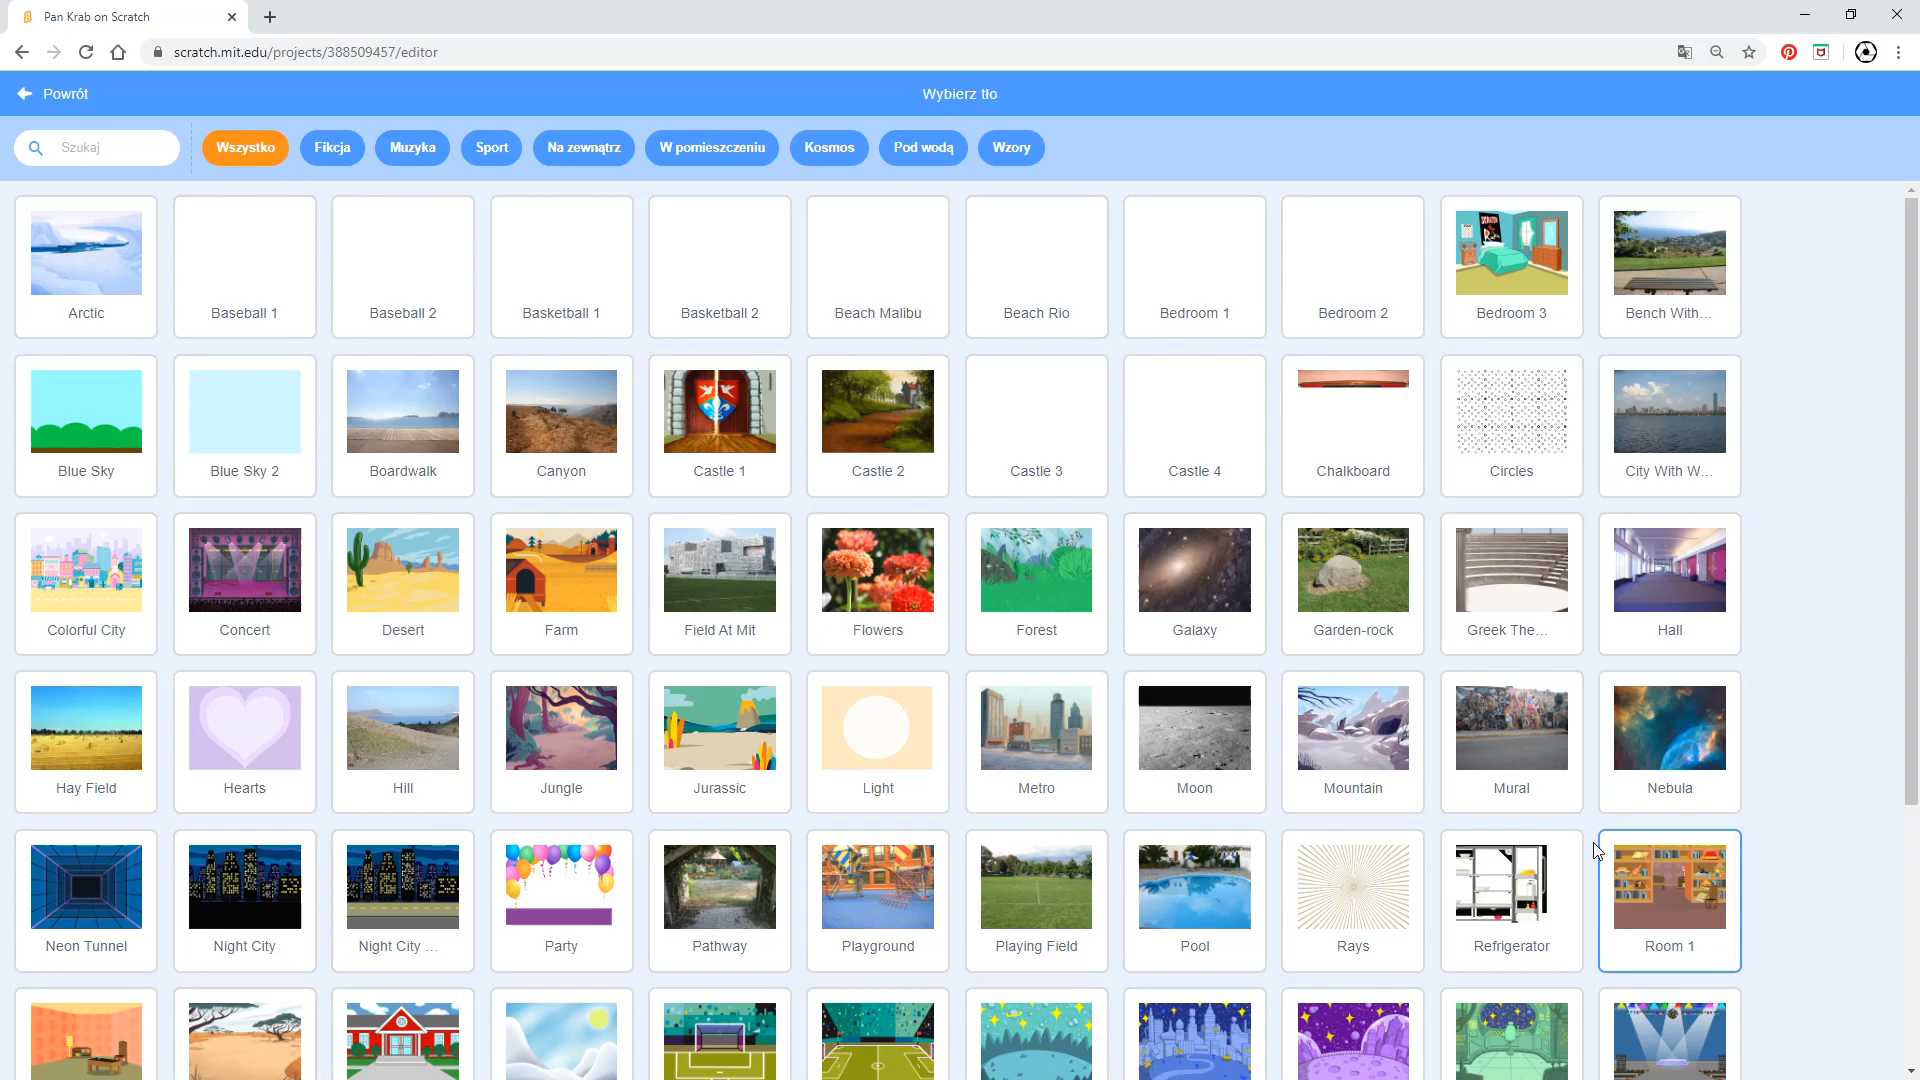 Pan Krab on Scratch
scratch.mit.edu/projects/388509457/editor
Powrót
Wybierz tło
Szukaj
Wszystko Fikcja Muzyka Sport Na zewnątrz W pomieszczeniu Kosmos Pod wodą Wzory
Arctic Baseball 1 Baseball 2 Basketball 1 Basketball 2 Beach Malibu Beach Rio Bedroom 1 Bedroom 2 Bedroom 3 Bench With...
Blue Sky Blue Sky 2 Boardwalk Canyon Castle 1 Castle 2 Castle 3 Castle 4 Chalkboard Circles City With W...
Colorful City Concert Desert Farm Field At Mit Flowers Forest Galaxy Garden-rock Greek The... Hall
Hay Field Hearts Hill Jungle Jurassic Light Metro Moon Mountain Mural Nebula
Neon Tunnel Night City Night City ... Party Pathway Playground Playing Field Pool Rays Refrigerator Room 1